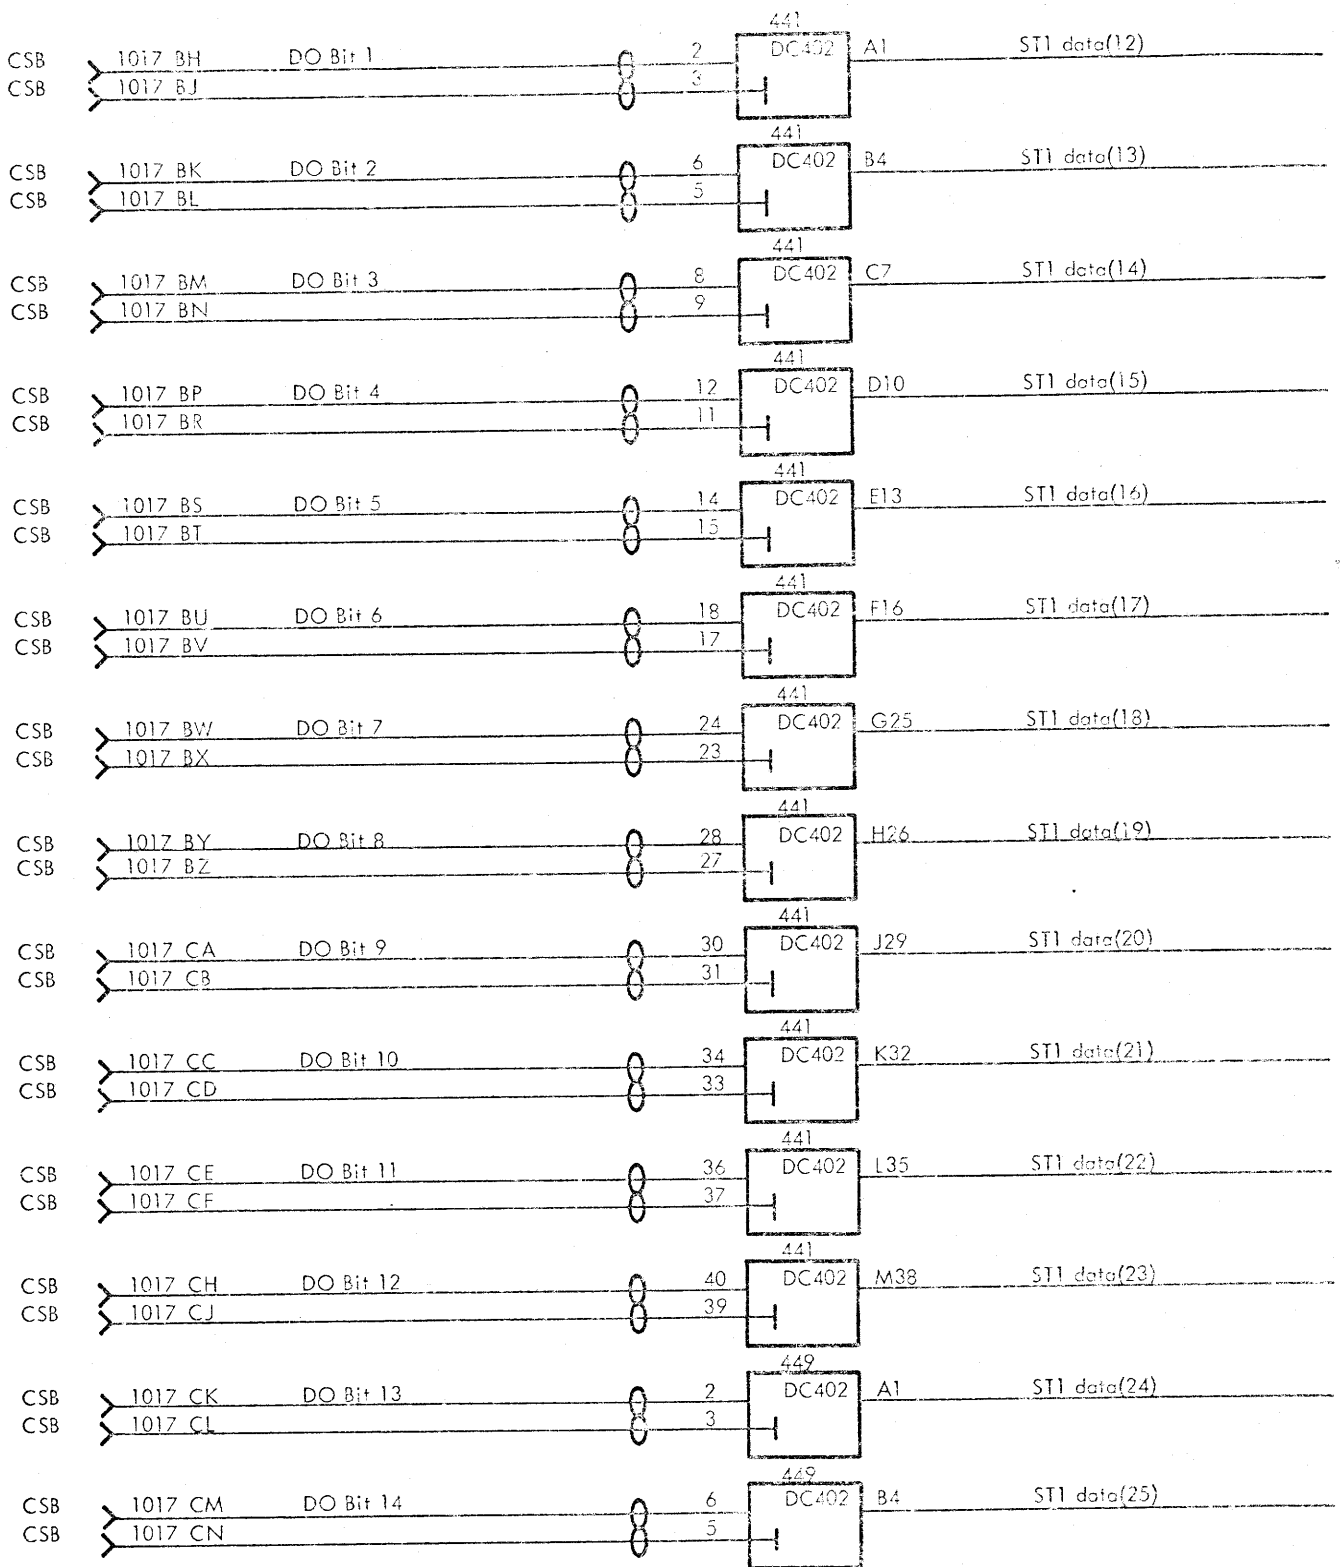 441
CSB 1017 BH DO Bit 1 2 DC402 A1 ST1 data(12)
CSB 1017 BJ 3
441
CSB 1017 BK DO Bit 2 6 DC402 B4 ST1 data(13)
CSB 1017 BL 5
441
CSB 1017 BM DO Bit 3 8 DC402 C7 ST1 data(14)
CSB 1017 BN 9
441
CSB 1017 BP DO Bit 4 12 DC402 D10 ST1 data(15)
CSB 1017 BR 11
441
CSB 1017 BS DO Bit 5 14 DC402 E13 ST1 data(16)
CSB 1017 BT 15
441
CSB 1017 BU DO Bit 6 18 DC402 F16 ST1 data(17)
CSB 1017 BV 17
441
CSB 1017 BW DO Bit 7 24 DC402 G25 ST1 data(18)
CSB 1017 BX 23
441
CSB 1017 BY DO Bit 8 28 DC402 H26 ST1 data(19)
CSB 1017 BZ 27
441
CSB 1017 CA DO Bit 9 30 DC402 J29 ST1 data(20)
CSB 1017 CB 31
441
CSB 1017 CC DO Bit 10 34 DC402 K32 ST1 data(21)
CSB 1017 CD 33
441
CSB 1017 CE DO Bit 11 36 DC402 L35 ST1 data(22)
CSB 1017 CF 37
441
CSB 1017 CH DO Bit 12 40 DC402 M38 ST1 data(23)
CSB 1017 CJ 39
449
CSB 1017 CK DO Bit 13 2 DC402 A1 ST1 data(24)
CSB 1017 CL 3
449
CSB 1017 CM DO Bit 14 6 DC402 B4 ST1 data(25)
CSB 1017 CN 5